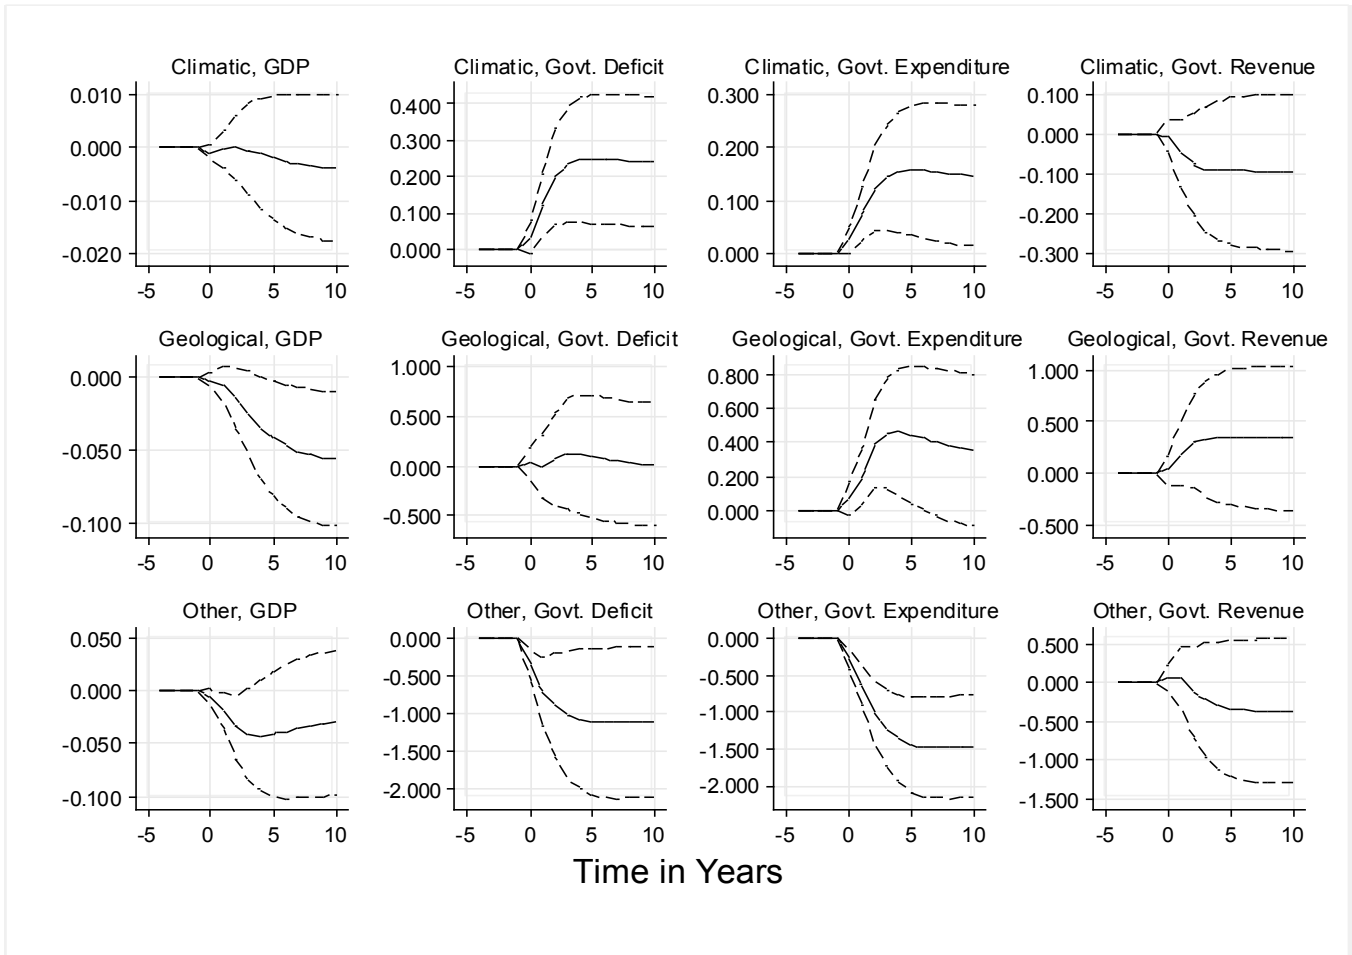 Climatic, GDP
0.010
0.000
-0.010
-0.020
-5 0 5 10
Climatic, Govt. Deficit
0.400
0.300
0.200
0.100
0.000
-5 0 5 10
Climatic, Govt. Expenditure
0.300
0.200
0.100
0.000
-5 0 5 10
Climatic, Govt. Revenue
0.100
0.000
-0.100
-0.200
-0.300
-5 0 5 10
Geological, GDP
0.000
-0.050
-0.100
-5 0 5 10
Geological, Govt. Deficit
1.000
0.500
0.000
-0.500
-5 0 5 10
Geological, Govt. Expenditure
0.800
0.600
0.400
0.200
0.000
-5 0 5 10
Geological, Govt. Revenue
1.000
0.500
0.000
-0.500
-5 0 5 10
Other, GDP
0.050
0.000
-0.050
-0.100
-5 0 5 10
Other, Govt. Deficit
0.000
-0.500
-1.000
-1.500
-2.000
-5 0 5 10
Other, Govt. Expenditure
0.000
-0.500
-1.000
-1.500
-2.000
-5 0 5 10
Other, Govt. Revenue
0.500
0.000
-0.500
-1.000
-1.500
-5 0 5 10
Time in Years